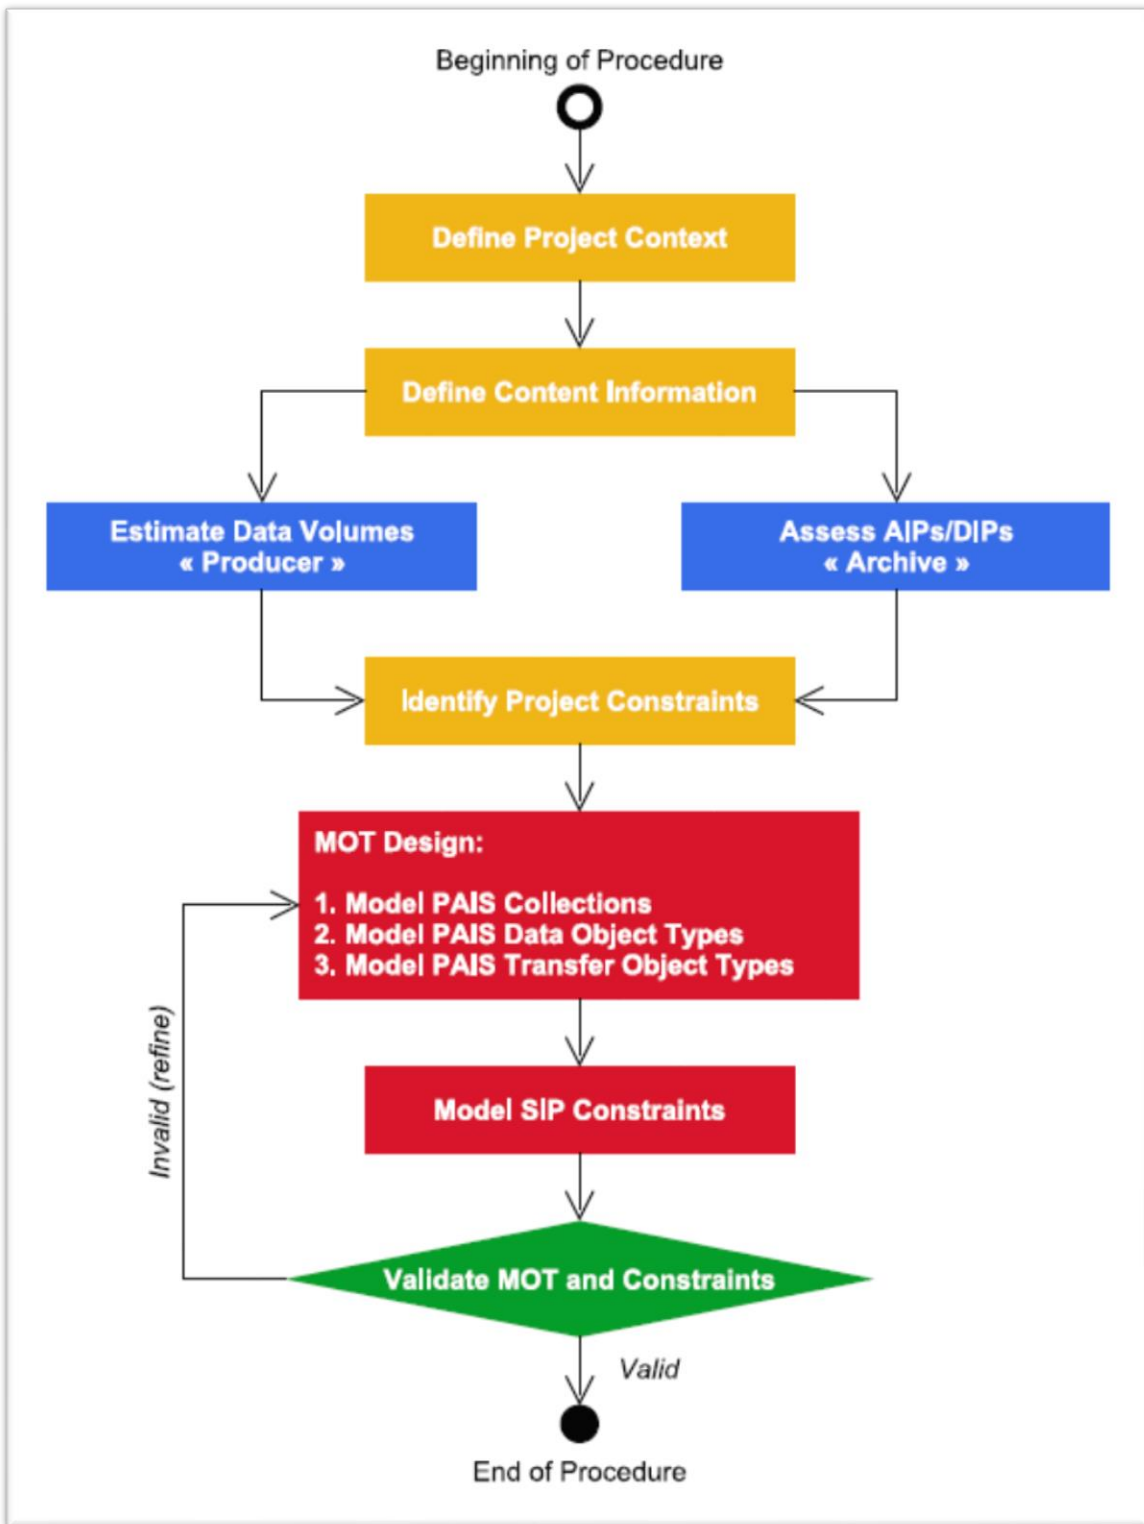 Beginning of Procedure
Define Project Context
Define Content Information
Estimate Data Volumes
« Producer »
Assess AIPs/DIPs
« Archive »
Identify Project Constraints
MOT Design:
1. Model PAIS Collections
2. Model PAIS Data Object Types
3. Model PAIS Transfer Object Types
Invalid (refine)
Model SIP Constraints
Validate MOT and Constraints
Valid
End of Procedure